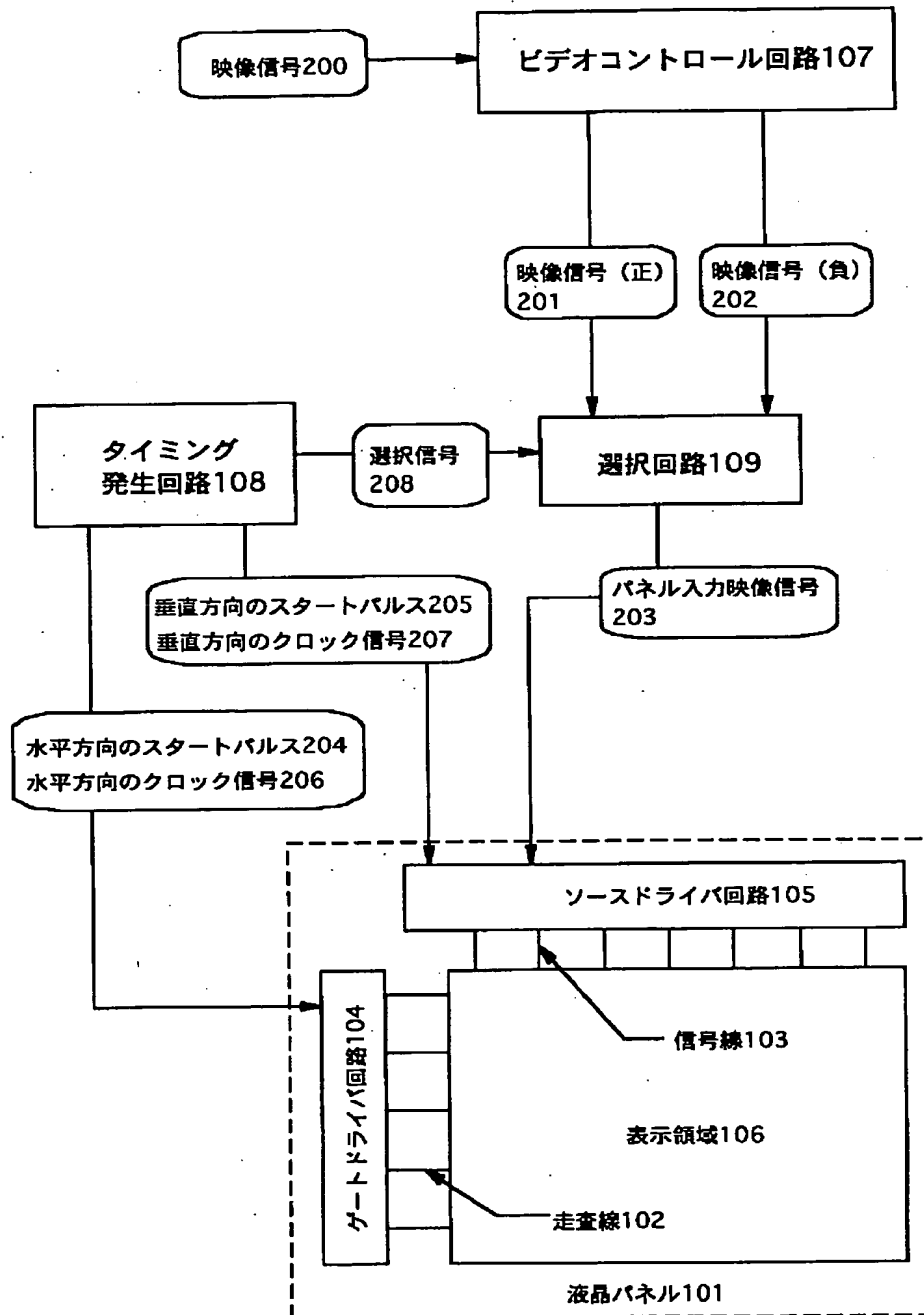 映像信号200
ビデオコントロール回路107
映像信号（正）
201
映像信号（負）
202
タイミング
発生回路108
選択信号
208
選択回路109
垂直方向のスタートパルス205
垂直方向のクロック信号207
パネル入力映像信号
203
水平方向のスタートパルス204
水平方向のクロック信号206
ソースドライバ回路105
ゲートドライバ回路104
信号線103
表示領域106
走査線102
液晶パネル101